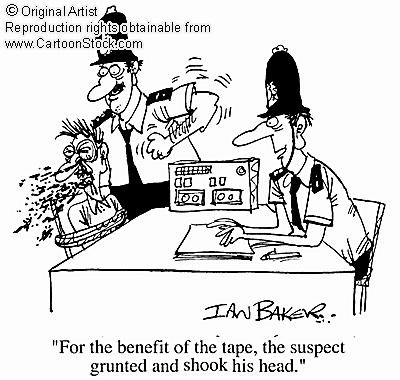 © Original Artist
Reproduction rights obtainable from
www.CartoonStock.com
IAN BAKER...
"For the benefit of the tape, the suspect
grunted and shook his head."